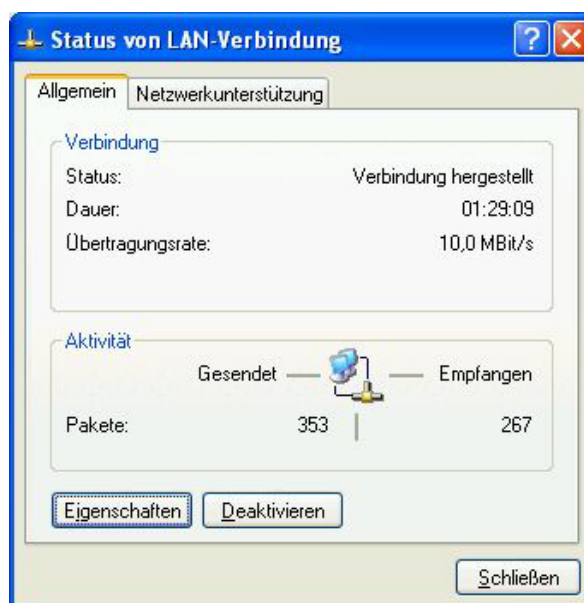 Status von LAN-Verbindung
Allgemein Netzwerkunterstützung
Verbindung
Status: Verbindung hergestellt
Dauer: 01:29:09
Übertragungsrate: 10,0 MBit/s
Aktivität
Gesendet Empfangen
Pakete: 353 267
Eigenschaften Deaktivieren
Schließen